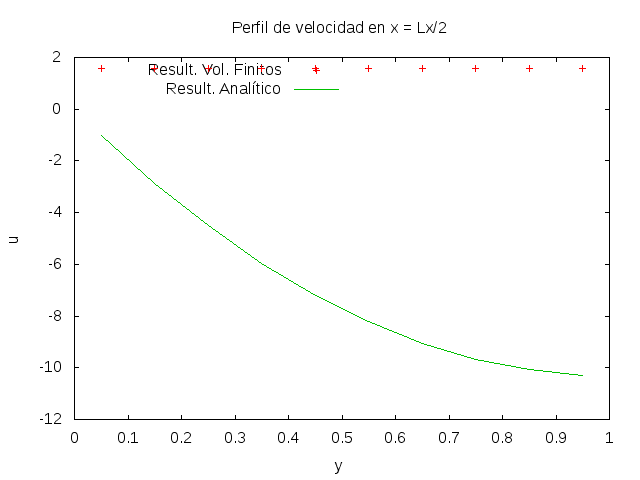 Perfil de velocidad en x = Lx/2
Result. Vol. Finitos
Result. Analítico
2
0
-2
-4
-6
-8
-10
-12
u
0 0.1 0.2 0.3 0.4 0.5 0.6 0.7 0.8 0.9 1
y